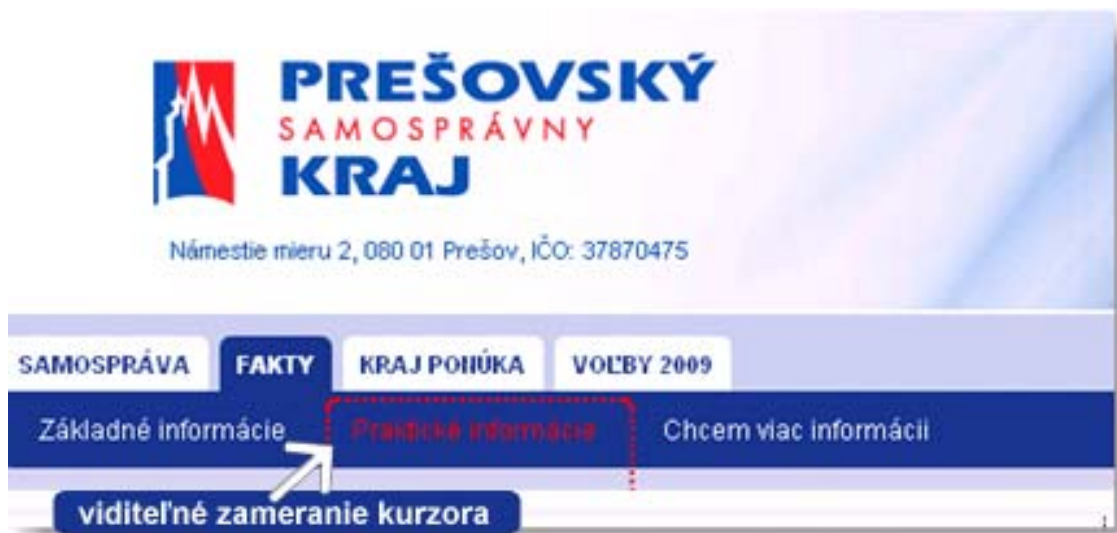 PREŠOVSKÝ
SAMOSPRÁVNY
KRAJ
Námestie mieru 2, 080 01 Prešov, IČO: 37870475
SAMOSPRÁVA FAKTY KRAJ PONÚKA VOĽBY 2009
Základné informácie Praktické informácie Chcem viac informácii
viditeľné zameranie kurzora